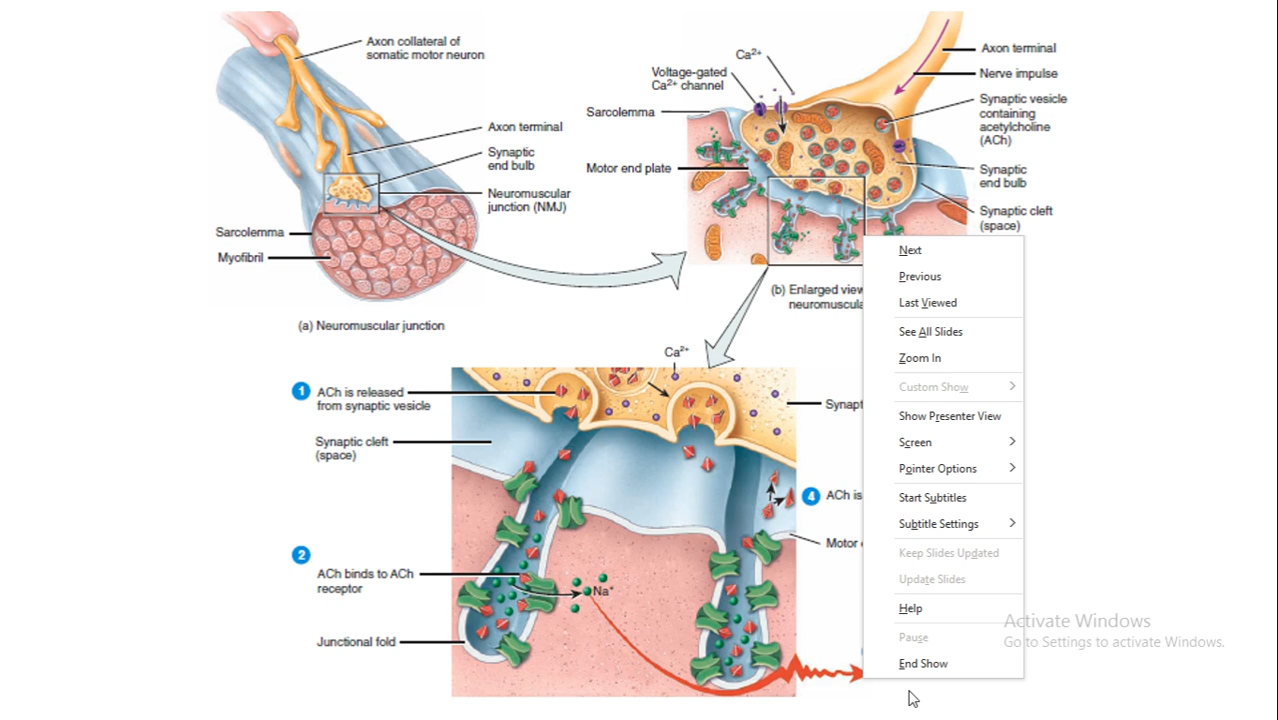 Axon collateral of
somatic motor neuron
Axon terminal
Synaptic
end bulb
Neuromuscular
junction (NMJ)
Sarcolemma
Myofibril
(a) Neuromuscular junction
Ca2+
Voltage-gated
Ca2+ channel
Sarcolemma
Motor end plate
Axon terminal
Nerve impulse
Synaptic vesicle
containing
acetylcholine
(ACh)
Synaptic
end bulb
Synaptic cleft
(space)
(b) Enlarged view
neuromuscula
Ca2+
1 ACh is released
from synaptic vesicle
Synaptic cleft
(space)
2
ACh binds to ACh
receptor
Na+
Junctional fold
Synapt
4 ACh is
Motor
Next
Previous
Last Viewed
See All Slides
Zoom In
Custom Show
Show Presenter View
Screen
Pointer Options
Start Subtitles
Subtitle Settings
Keep Slides Updated
Update Slides
Help
Pause
End Show
Activate Windows
Go to Settings to activate Windows.